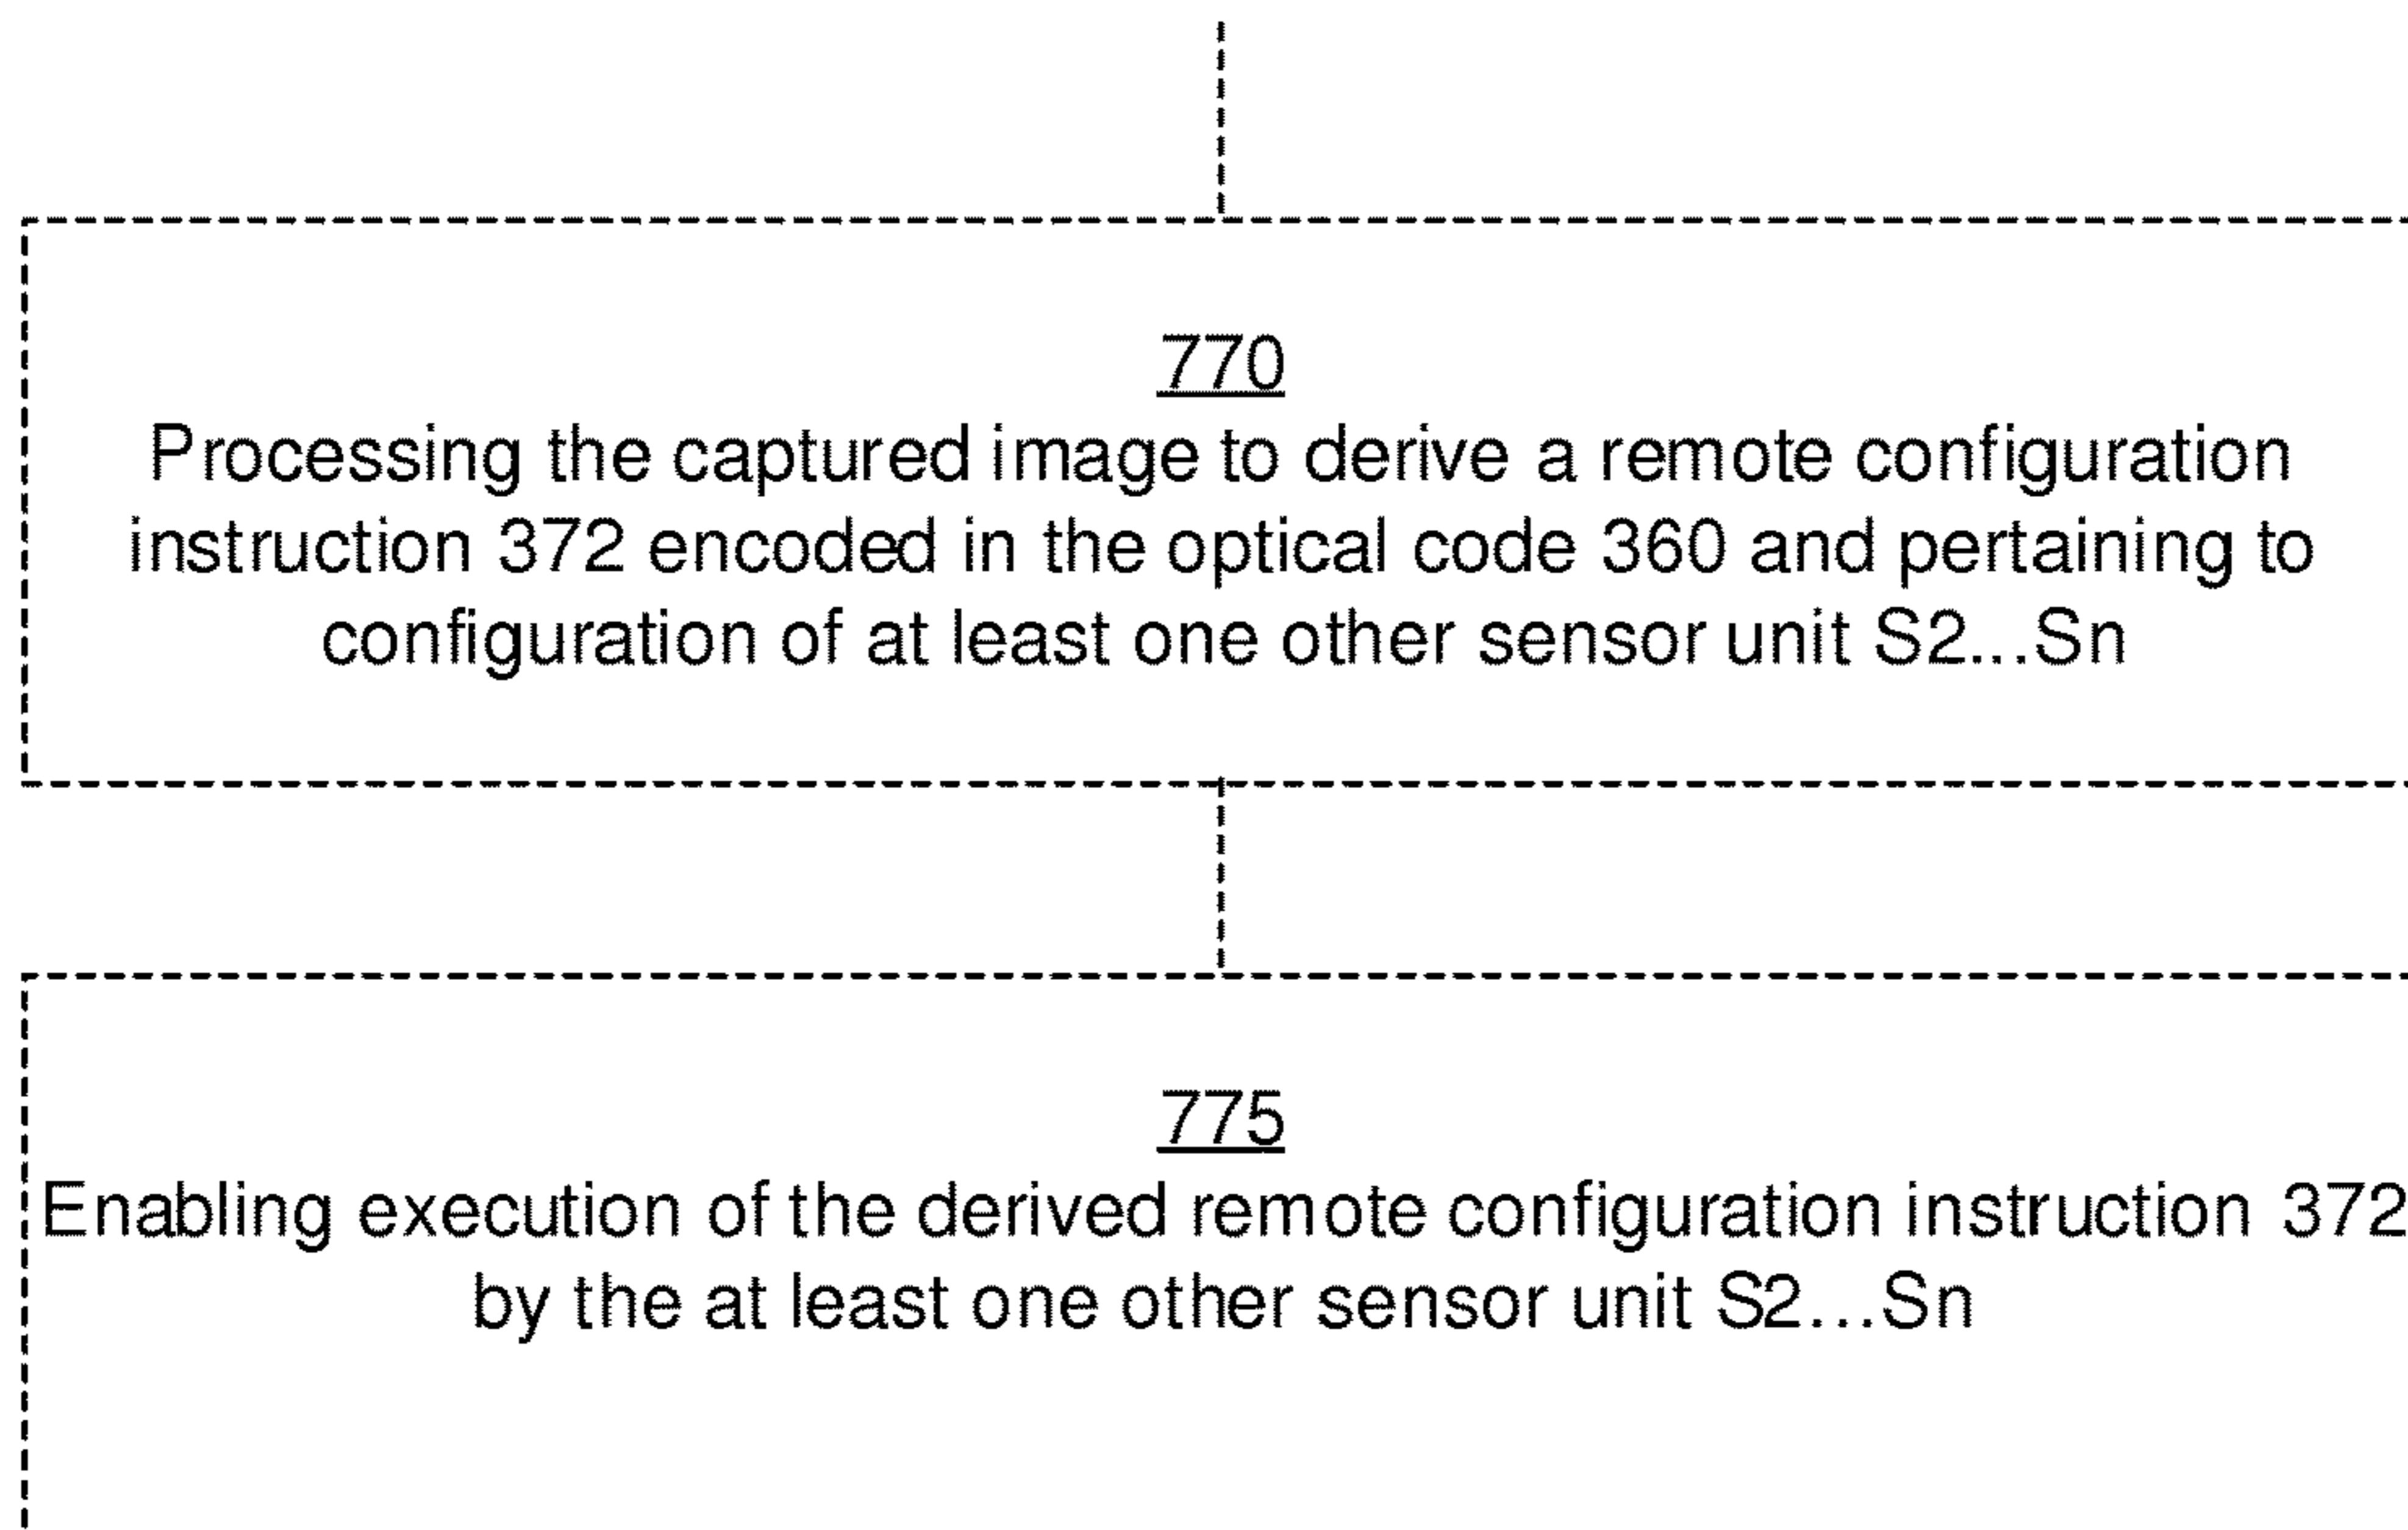 770
Processing the captured image to derive a remote configuration
instruction 372 encoded in the optical code 360 and pertaining to
configuration of at least one other sensor unit S2...Sn
775
Enabling execution of the derived remote configuration instruction 372
by the at least one other sensor unit S2...Sn